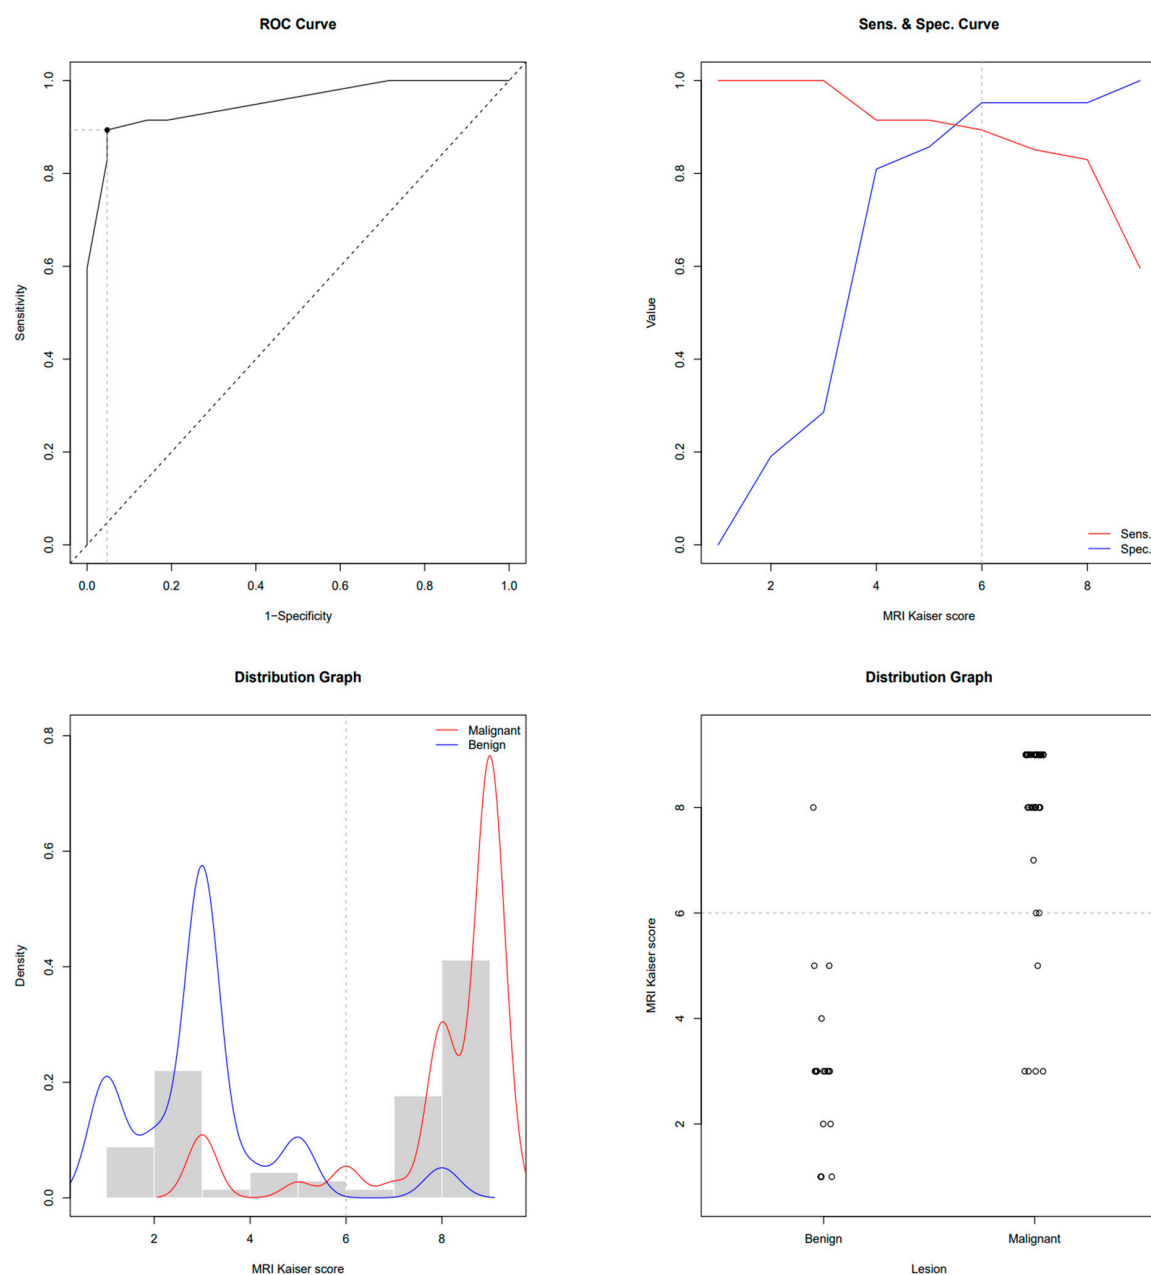 ROC Curve
Sensitivity
0.0 0.2 0.4 0.6 0.8 1.0
0.0 0.2 0.4 0.6 0.8 1.0
1−Specificity
Sens. & Spec. Curve
Value
0.0 0.2 0.4 0.6 0.8 1.0
Sens.
Spec.
2 4 6 8
MRI Kaiser score
Distribution Graph
Malignant
Benign
Density
0.0 0.2 0.4 0.6 0.8
2 4 6 8
MRI Kaiser score
Distribution Graph
MRI Kaiser score
2 4 6 8
Benign Malignant
Lesion